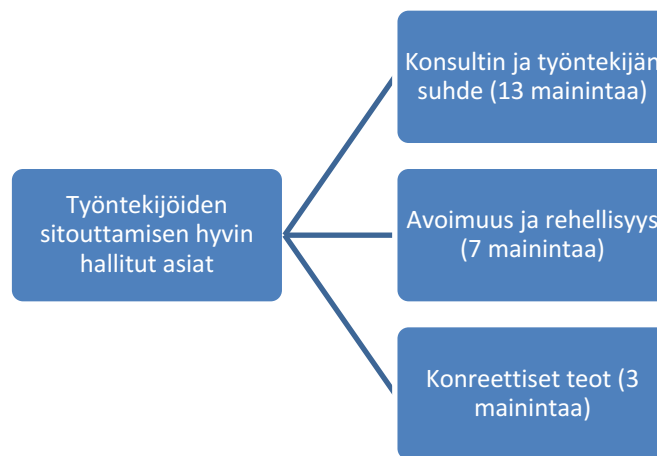 Konsultin ja työntekijän
suhde (13 mainintaa)
Työntekijöiden
sitouttamisen hyvin
hallitut asiat
Avoimuus ja rehellisyys
(7 mainintaa)
Konreettiset teot (3
mainintaa)